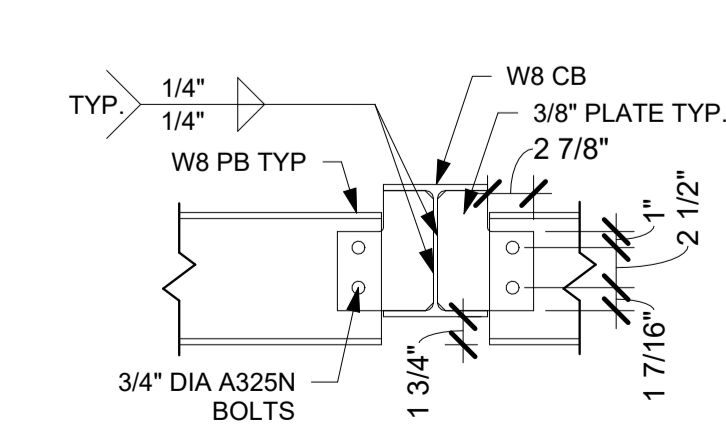 W8 CB
TYP.
1/4"
1/4"
3/8" PLATE TYP.
W8 PB TYP
2 7/8"
1"
2 1/2"
1 7/16"
1 3/4"
3/4" DIA A325N
BOLTS